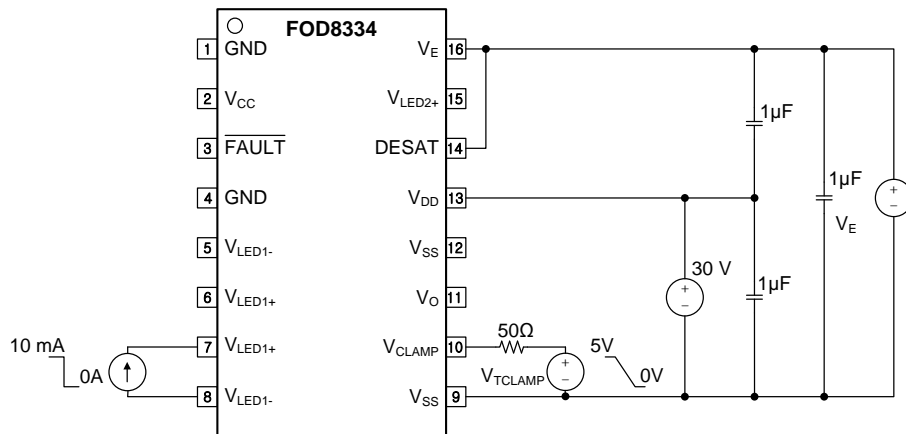 FOD8334
1 GND
2 VCC
3 FAULT
4 GND
5 VLED1-
6 VLED1+
7 VLED1+
8 VLED1-
VE 16
VLED2+ 15
DESAT 14
VDD 13
VSS 12
VO 11
VCLAMP 10
VSS 9
10 mA
0A
50Ω
VTCLAMP
+
−
5V
0V
30 V
+
−
1µF
1µF
1µF
+
−
VE
+
−